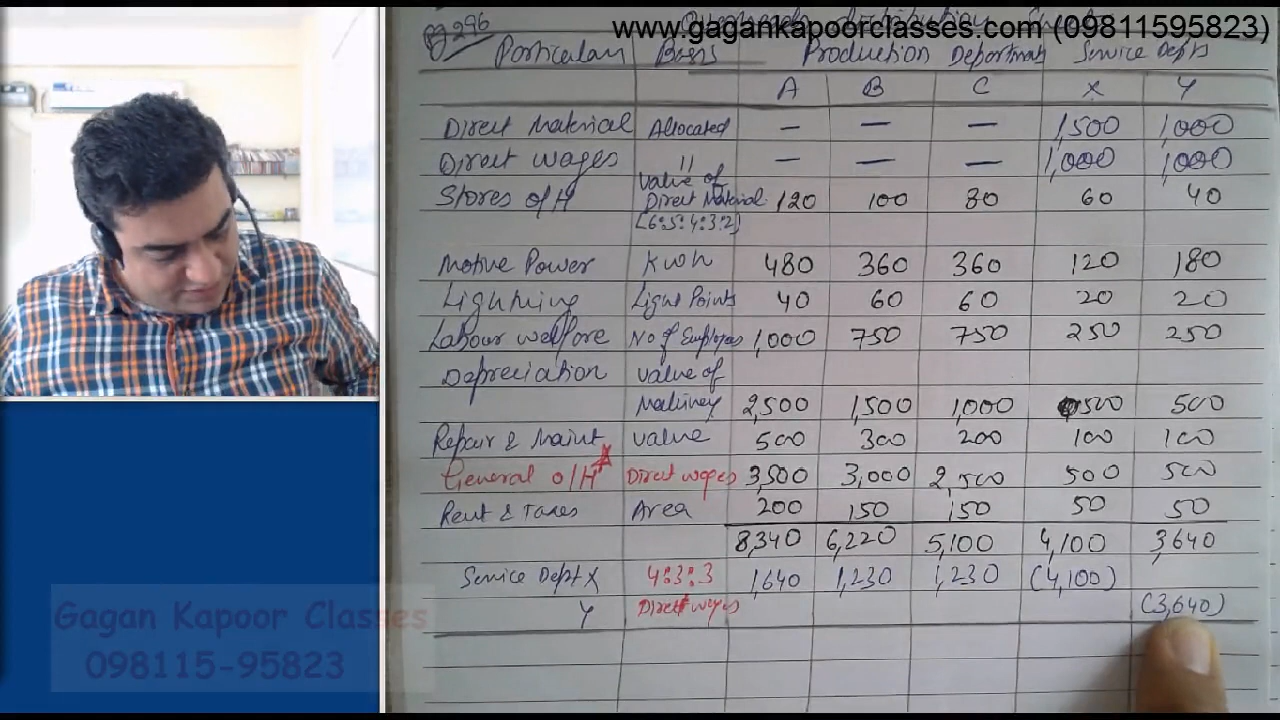 www.gagankapoorclasses.com (09811595823)
Pg 296
Particulars Basis Production Departments Service Depts
A B C X Y
Direct Material Allocated — — — 1,500 1,000
Direct wages 11 — — — 1,000 1,000
Stores O/H Value of Direct Material 120 100 80 60 40
(6:5:4:3:2)
Motive Power Kwh 480 360 360 120 180
Lighting Light Points 40 60 60 20 20
Labour welfare No of Employees 1,000 750 750 250 250
Depreciation Value of
Machinery 2,500 1,500 1,000 500 500
Repair & Maint Value 500 300 200 100 100
General O/H* Direct wages 3,500 3,000 2,500 500 500
Rent & Taxes Area 200 150 150 50 50
8,340 6,220 5,100 4,100 3,640
Service Dept X 4:3:3 1,640 1,230 1,230 (4,100)
Y Direct wages (3,640)
Gagan Kapoor Classes
098115-95823